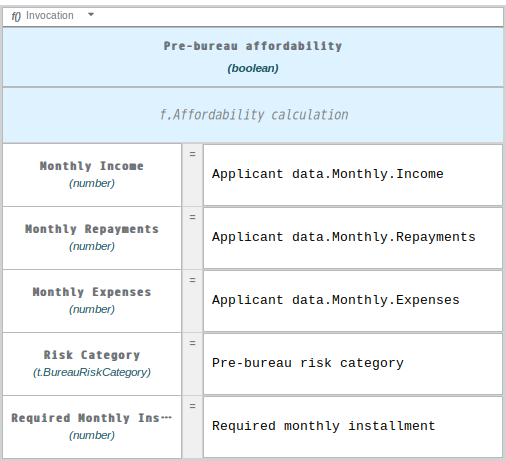 f() Invocation
Pre-bureau affordability
(boolean)
f.Affordability calculation
Monthly Income
(number)
= Applicant data.Monthly.Income
Monthly Repayments
(number)
= Applicant data.Monthly.Repayments
Monthly Expenses
(number)
= Applicant data.Monthly.Expenses
Risk Category
(t.BureauRiskCategory)
= Pre-bureau risk category
Required Monthly Ins…
(number)
= Required monthly installment